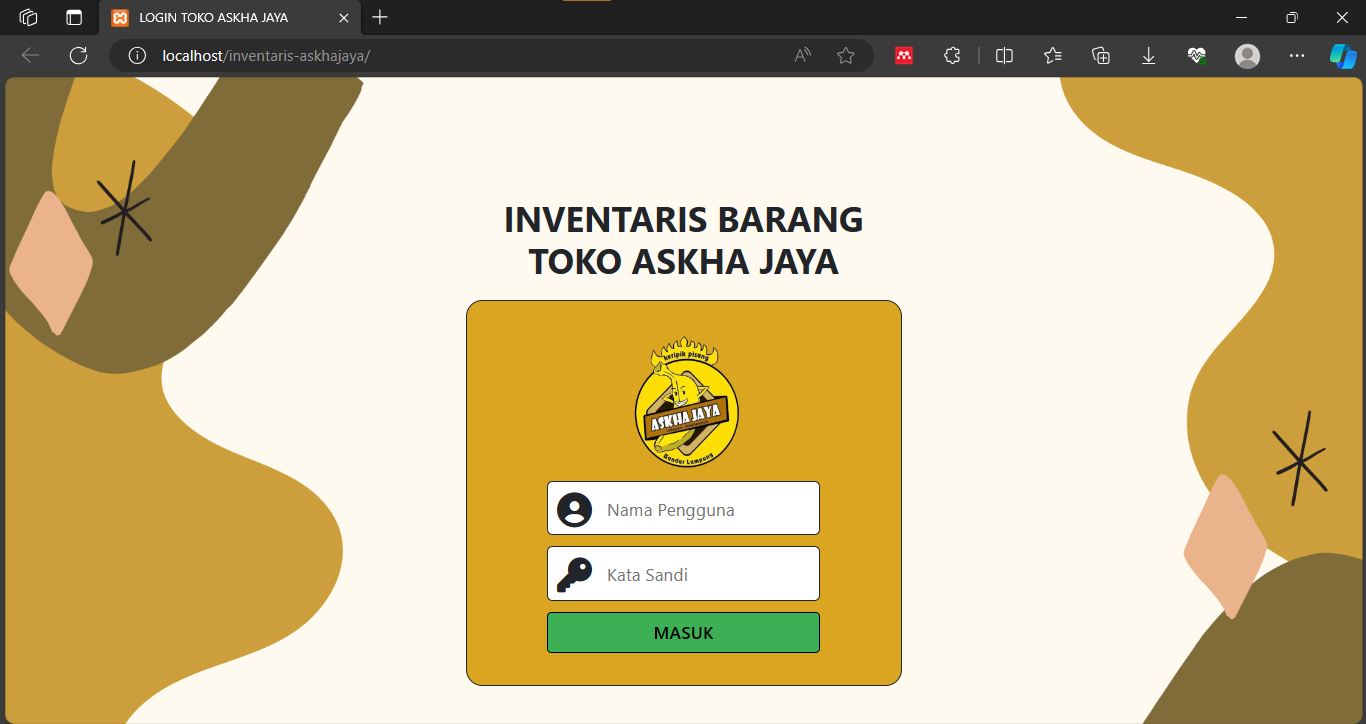 LOGIN TOKO ASKHA JAYA
localhost/inventaris-askhajaya/
INVENTARIS BARANG
TOKO ASKHA JAYA
keripik pisang
ASKHA JAYA
Bandar Lampung
Nama Pengguna
Kata Sandi
MASUK